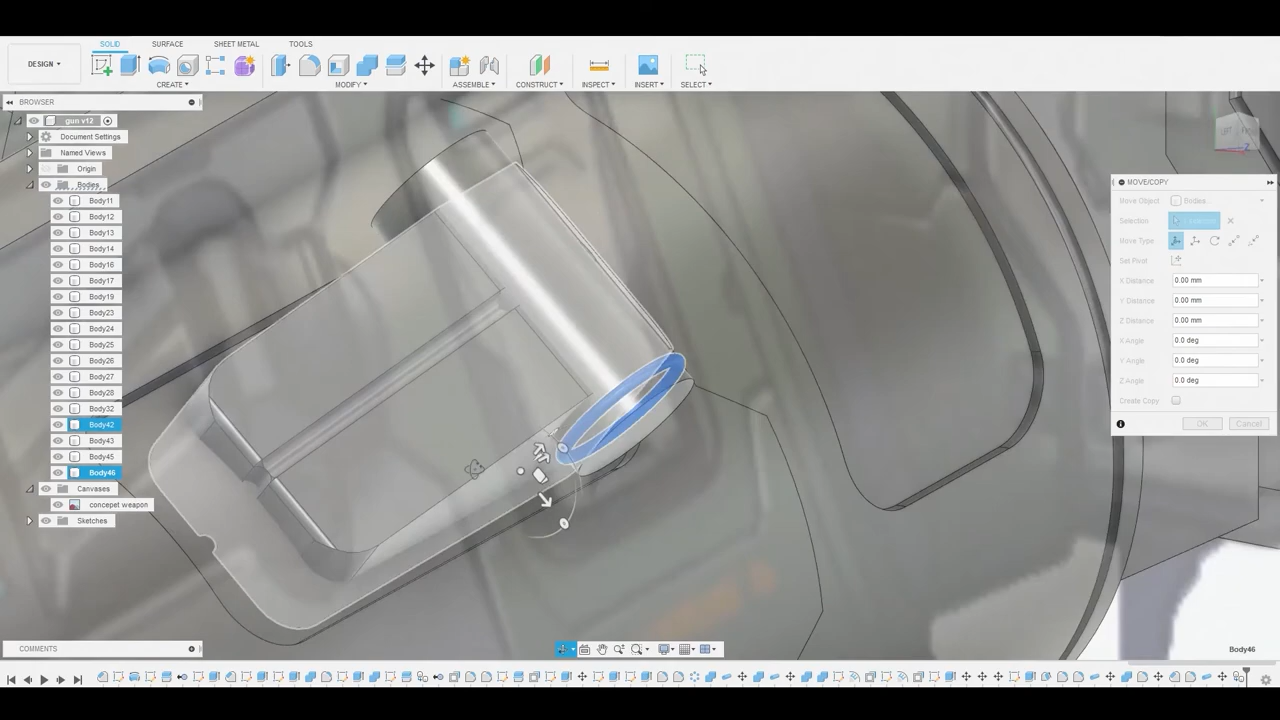 SOLID SURFACE SHEET METAL TOOLS
DESIGN
CREATE MODIFY ASSEMBLE CONSTRUCT INSPECT INSERT SELECT
BROWSER
gun v12
Document Settings
Named Views
Origin
Bodies
Body11
Body12
Body13
Body14
Body16
Body17
Body19
Body23
Body24
Body25
Body26
Body27
Body28
Body32
Body42
Body43
Body45
Body46
Canvases
concepet weapon
Sketches
MOVE/COPY
Move Object Bodies
Selection
Move Type
Set Pivot
X Distance 0.00 mm
Y Distance 0.00 mm
Z Distance 0.00 mm
X Angle 0.0 deg
Y Angle 0.0 deg
Z Angle 0.0 deg
Create Copy
OK Cancel
COMMENTS
Body46